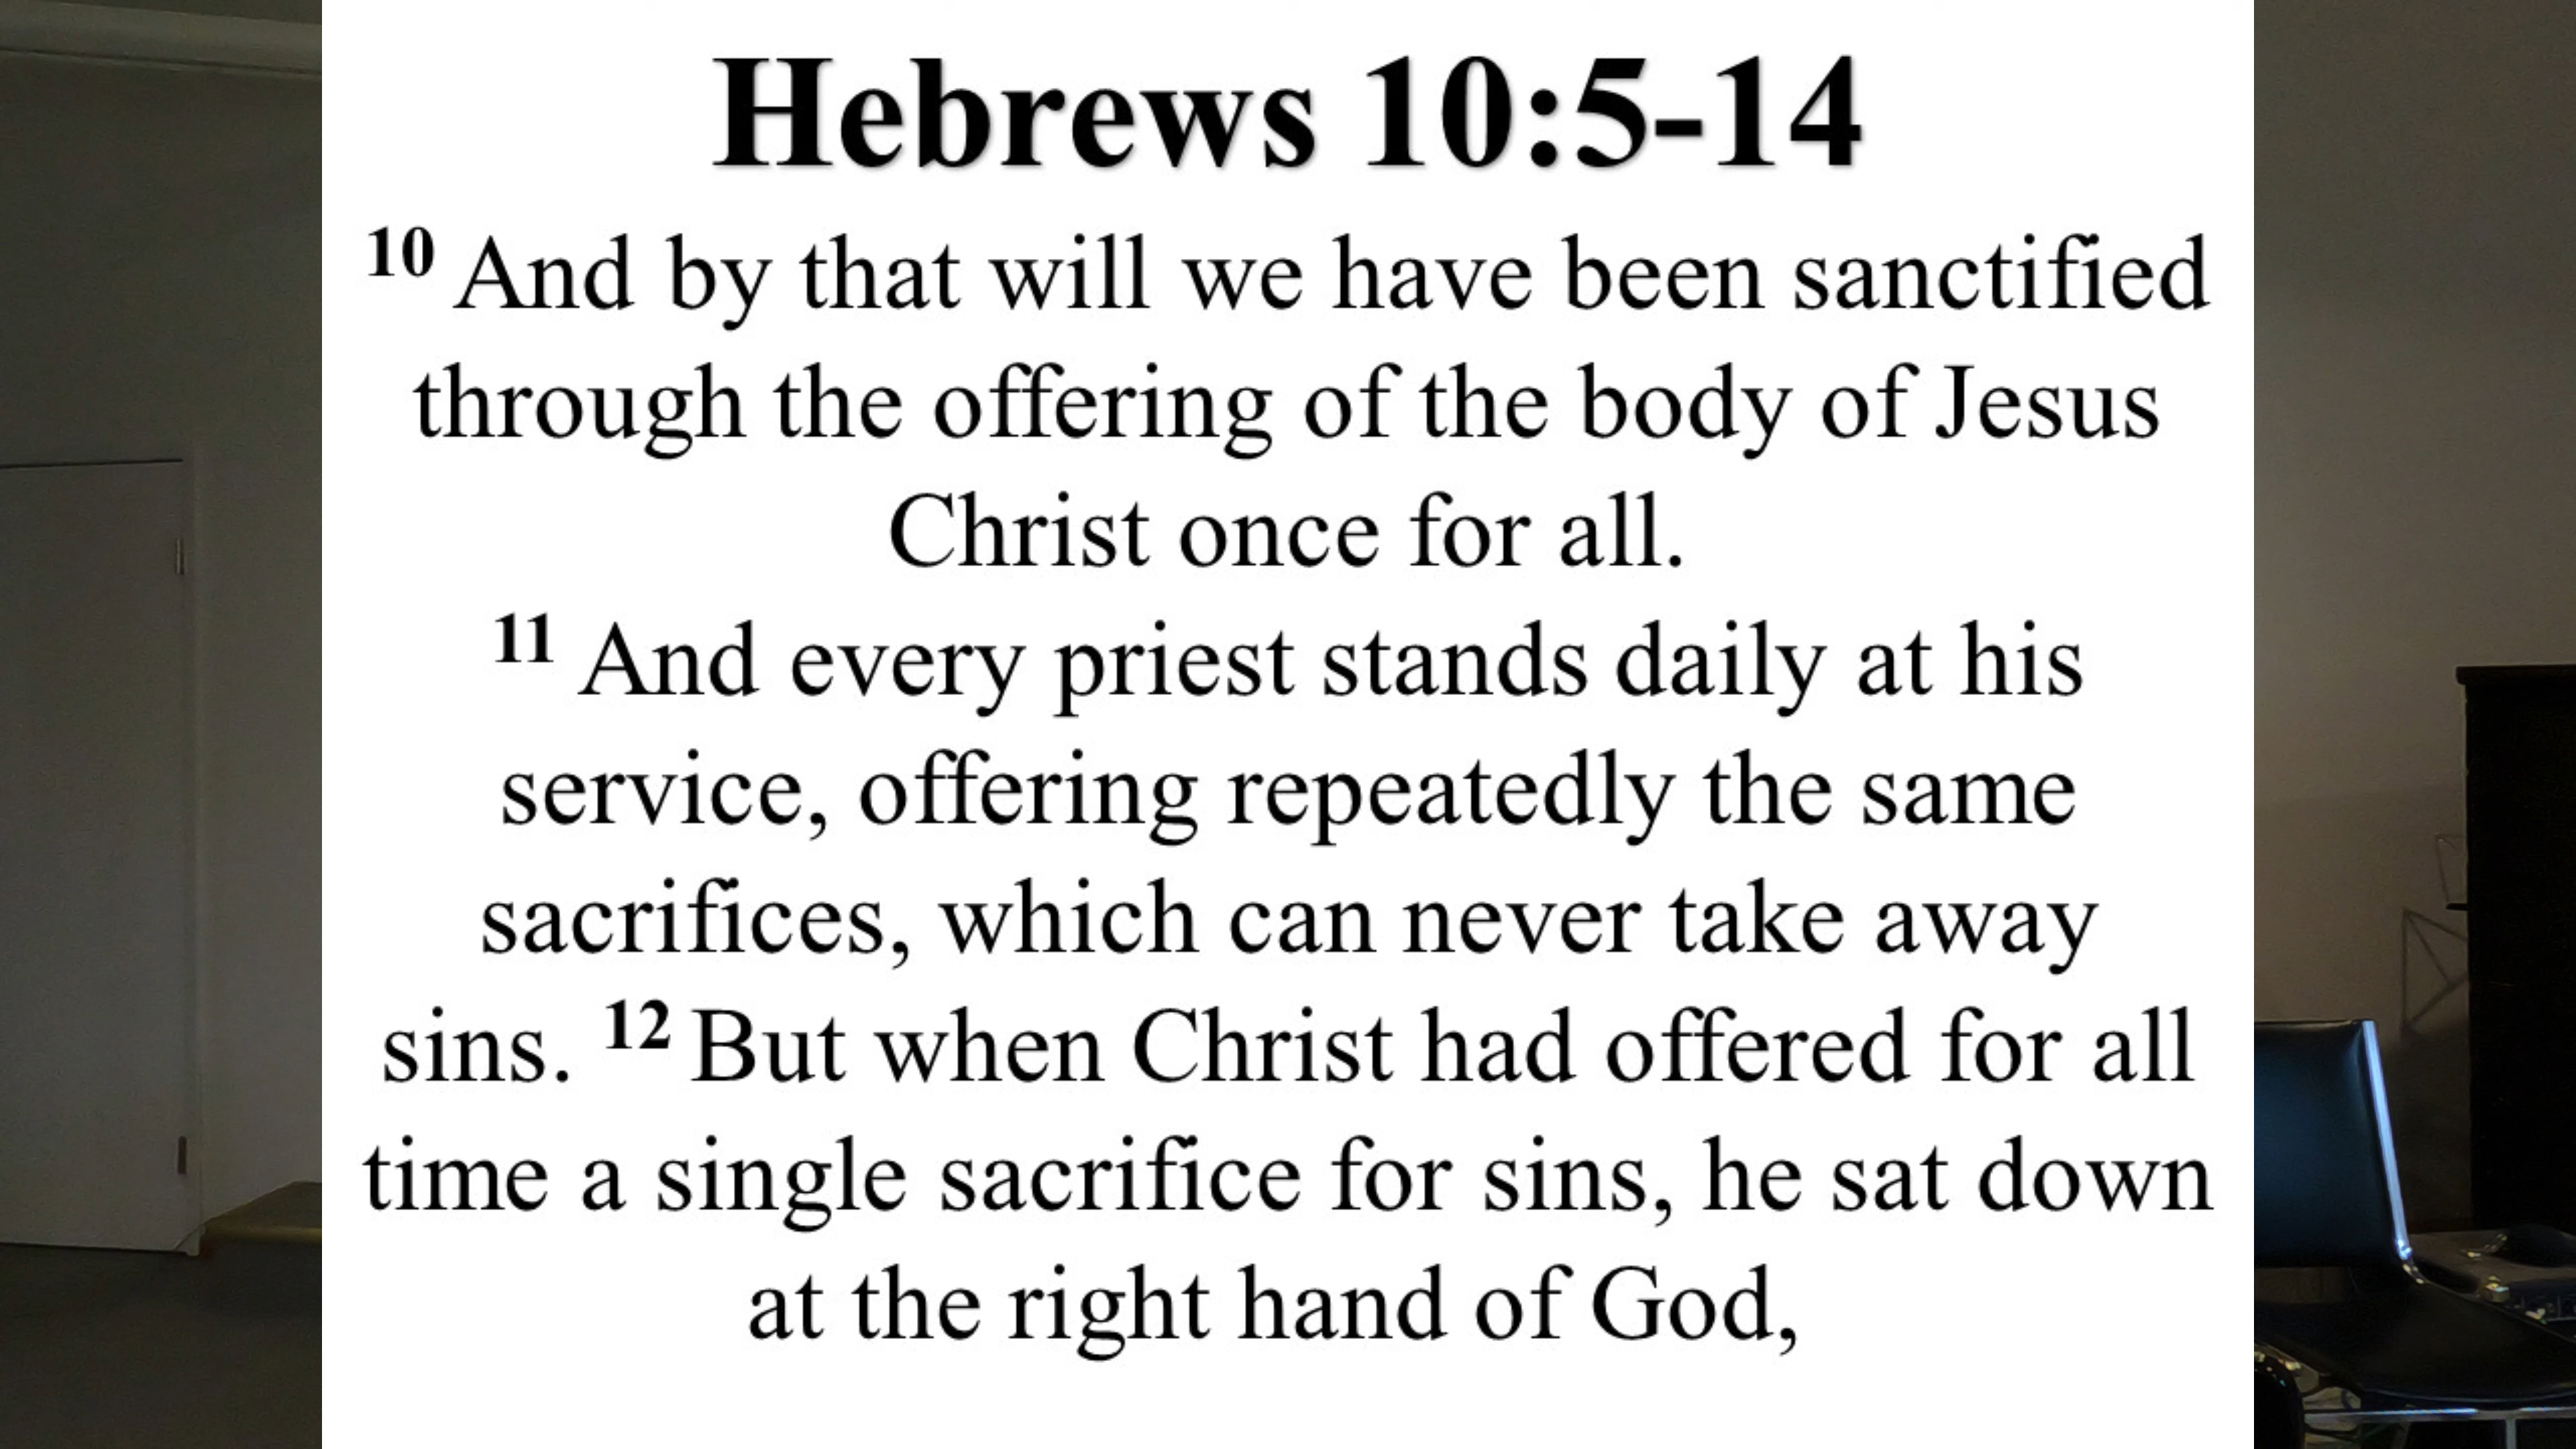 Hebrews 10:5-14
10 And by that will we have been sanctified
through the offering of the body of Jesus
Christ once for all.
11 And every priest stands daily at his
service, offering repeatedly the same
sacrifices, which can never take away
sins. 12 But when Christ had offered for all
time a single sacrifice for sins, he sat down
at the right hand of God,